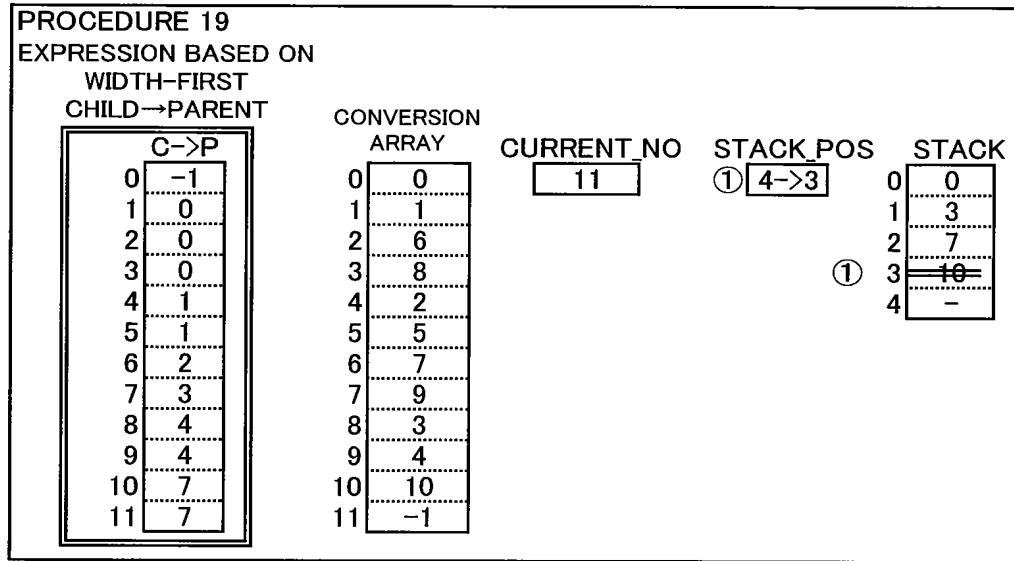 PROCEDURE 19
EXPRESSION BASED ON
WIDTH-FIRST
CHILD→PARENT
CONVERSION
ARRAY
C->P CURRENT_NO STACK_POS STACK
0 -1 0 0 11 ① 4->3 0 0
1 0 1 1 1 3
2 0 2 6 2 7
3 0 3 8 ① 3 10
4 1 4 2 4 -
5 1 5 5
6 2 6 7
7 3 7 9
8 4 8 3
9 4 9 4
10 7 10 10
11 7 11 -1